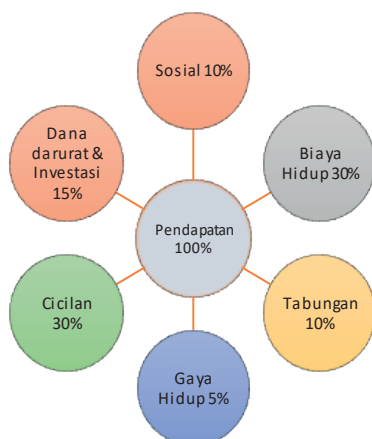 Sosial 10%
Biaya
Hidup 30%
Tabungan
10%
Gaya
Hidup 5%
Cicilan
30%
Dana
darurat &
Investasi
15%
Pendapatan
100%